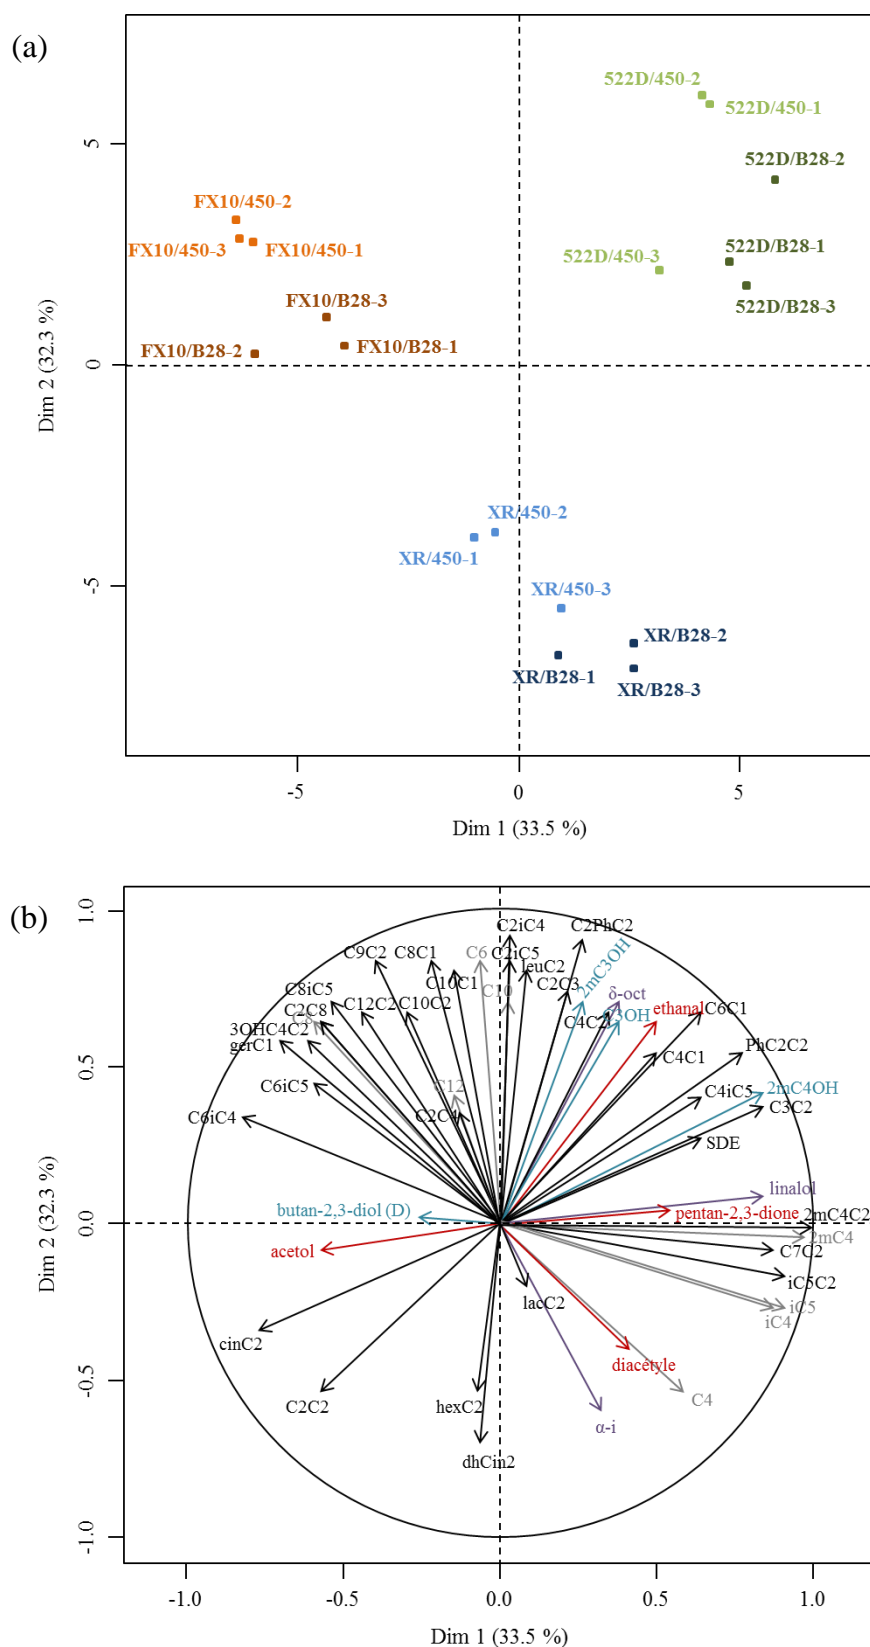 (a)
522D/450-2
522D/450-1
522D/B28-2
FX10/450-2
FX10/450-3
FX10/450-1
522D/B28-1
522D/450-3
522D/B28-3
FX10/B28-3
FX10/B28-2
FX10/B28-1
XR/450-2
XR/450-1
XR/450-3
XR/B28-2
XR/B28-1
XR/B28-3
5
0
-5
Dim 2 (32.3 %)
-5
0
5
Dim 1 (33.5 %)
(b)
C2iC4
C2PhC2
C9C2
C8C1
C6
C2iC5
leuC2
2mC3OH
C10C1
C10
C2C3
C8iC5
δ-oct
C2C8
C12C2
C10C2
C4C2
C3OH
ethanal
C6C1
C8
3OHC4C2
gerC1
C4C1
PhC2C2
C6iC5
C12
C4iC5
2mC4OH
C6iC4
C2C4
C3C2
SDE
linalol
butan-2,3-diol (D)
pentan-2,3-dione
2mC4C2
2mC4
acetol
C7C2
iC5C2
lacC2
iC5
iC4
cinC2
diacétyle
C2C2
hexC2
C4
α-i
dhCin2
1.0
0.5
0.0
-0.5
-1.0
Dim 2 (32.3 %)
-1.0
-0.5
0.0
0.5
1.0
Dim 1 (33.5 %)